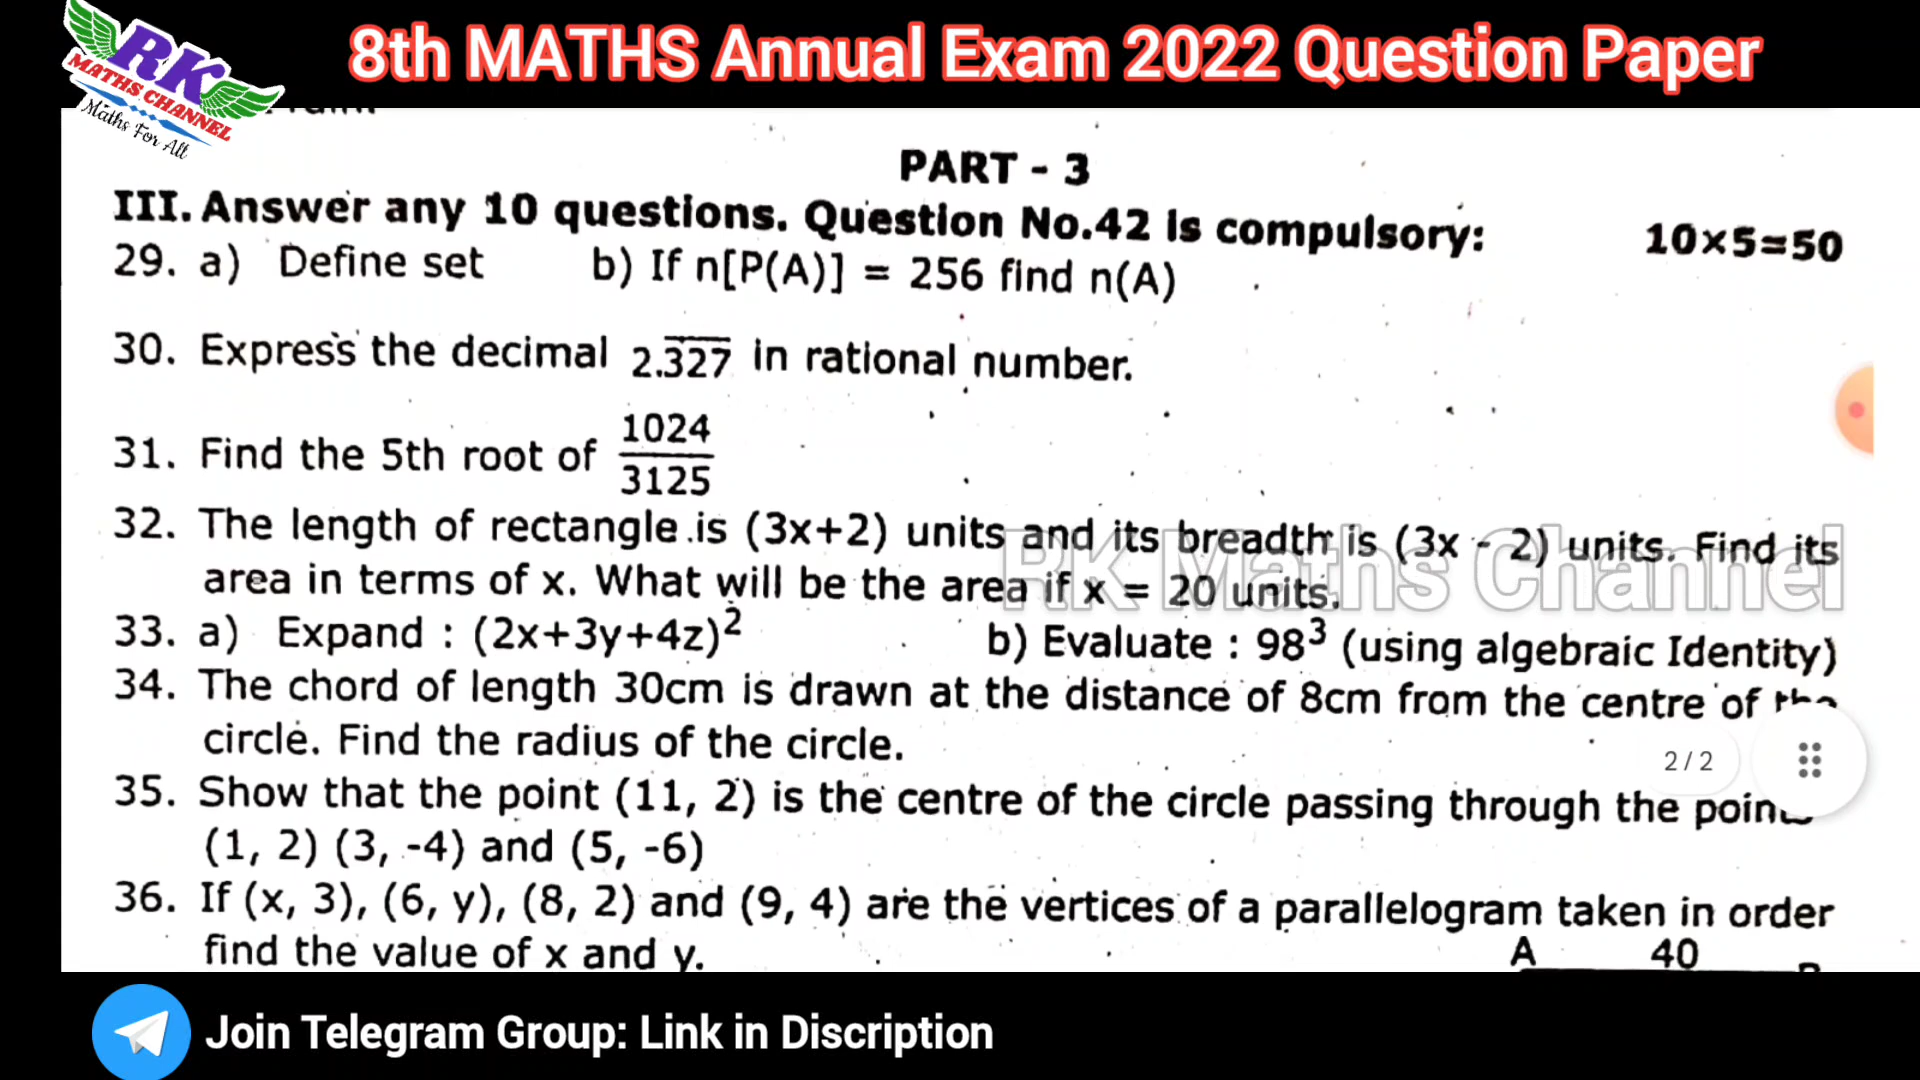 RK
MATHS CHANNEL
Maths For All
8th MATHS Annual Exam 2022 Question Paper
PART - 3
III. Answer any 10 questions. Question No.42 is compulsory: 10×5=50
29. a) Define set b) If n[P(A)] = 256 find n(A)
30. Express the decimal 2.3̅2̅7̅ in rational number.
31. Find the 5th root of 1024/3125
32. The length of rectangle is (3x+2) units and its breadth is (3x - 2) units. Find its
area in terms of x. What will be the area if x = 20 units.
RK Maths Channel
33. a) Expand : (2x+3y+4z)² b) Evaluate : 98³ (using algebraic Identity)
34. The chord of length 30cm is drawn at the distance of 8cm from the centre of
circle. Find the radius of the circle.
2 / 2
35. Show that the point (11, 2) is the centre of the circle passing through the
(1, 2) (3, -4) and (5, -6)
36. If (x, 3), (6, y), (8, 2) and (9, 4) are the vertices of a parallelogram taken in order
find the value of x and y. A 40
Join Telegram Group: Link in Discription